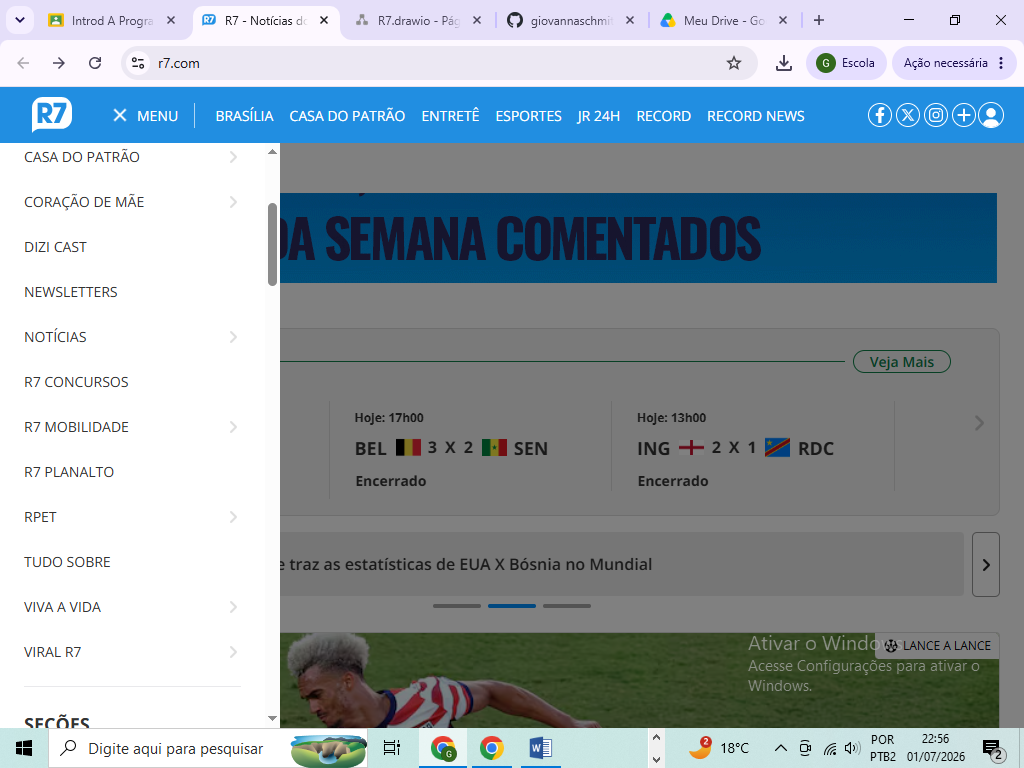 Introd A Progra
R7 - Notícias do
R7.drawio - Pág
giovannaschmit
Meu Drive - Go
r7.com
G
Escola
Ação necessária
R7
MENU
BRASÍLIA
CASA DO PATRÃO
ENTRETÊ
ESPORTES
JR 24H
RECORD
RECORD NEWS
CASA DO PATRÃO
CORAÇÃO DE MÃE
DIZI CAST
NEWSLETTERS
NOTÍCIAS
R7 CONCURSOS
R7 MOBILIDADE
R7 PLANALTO
RPET
TUDO SOBRE
VIVA A VIDA
VIRAL R7
SEÇÕES
DA SEMANA COMENTADOS
Veja Mais
Hoje: 17h00
BEL 3 X 2 SEN
Encerrado
Hoje: 13h00
ING 2 X 1 RDC
Encerrado
e traz as estatísticas de EUA X Bósnia no Mundial
LANCE A LANCE
Ativar o Windows
Acesse Configurações para ativar o
Windows.
Digite aqui para pesquisar
2
18°C
POR
PTB2
22:56
01/07/2026
2